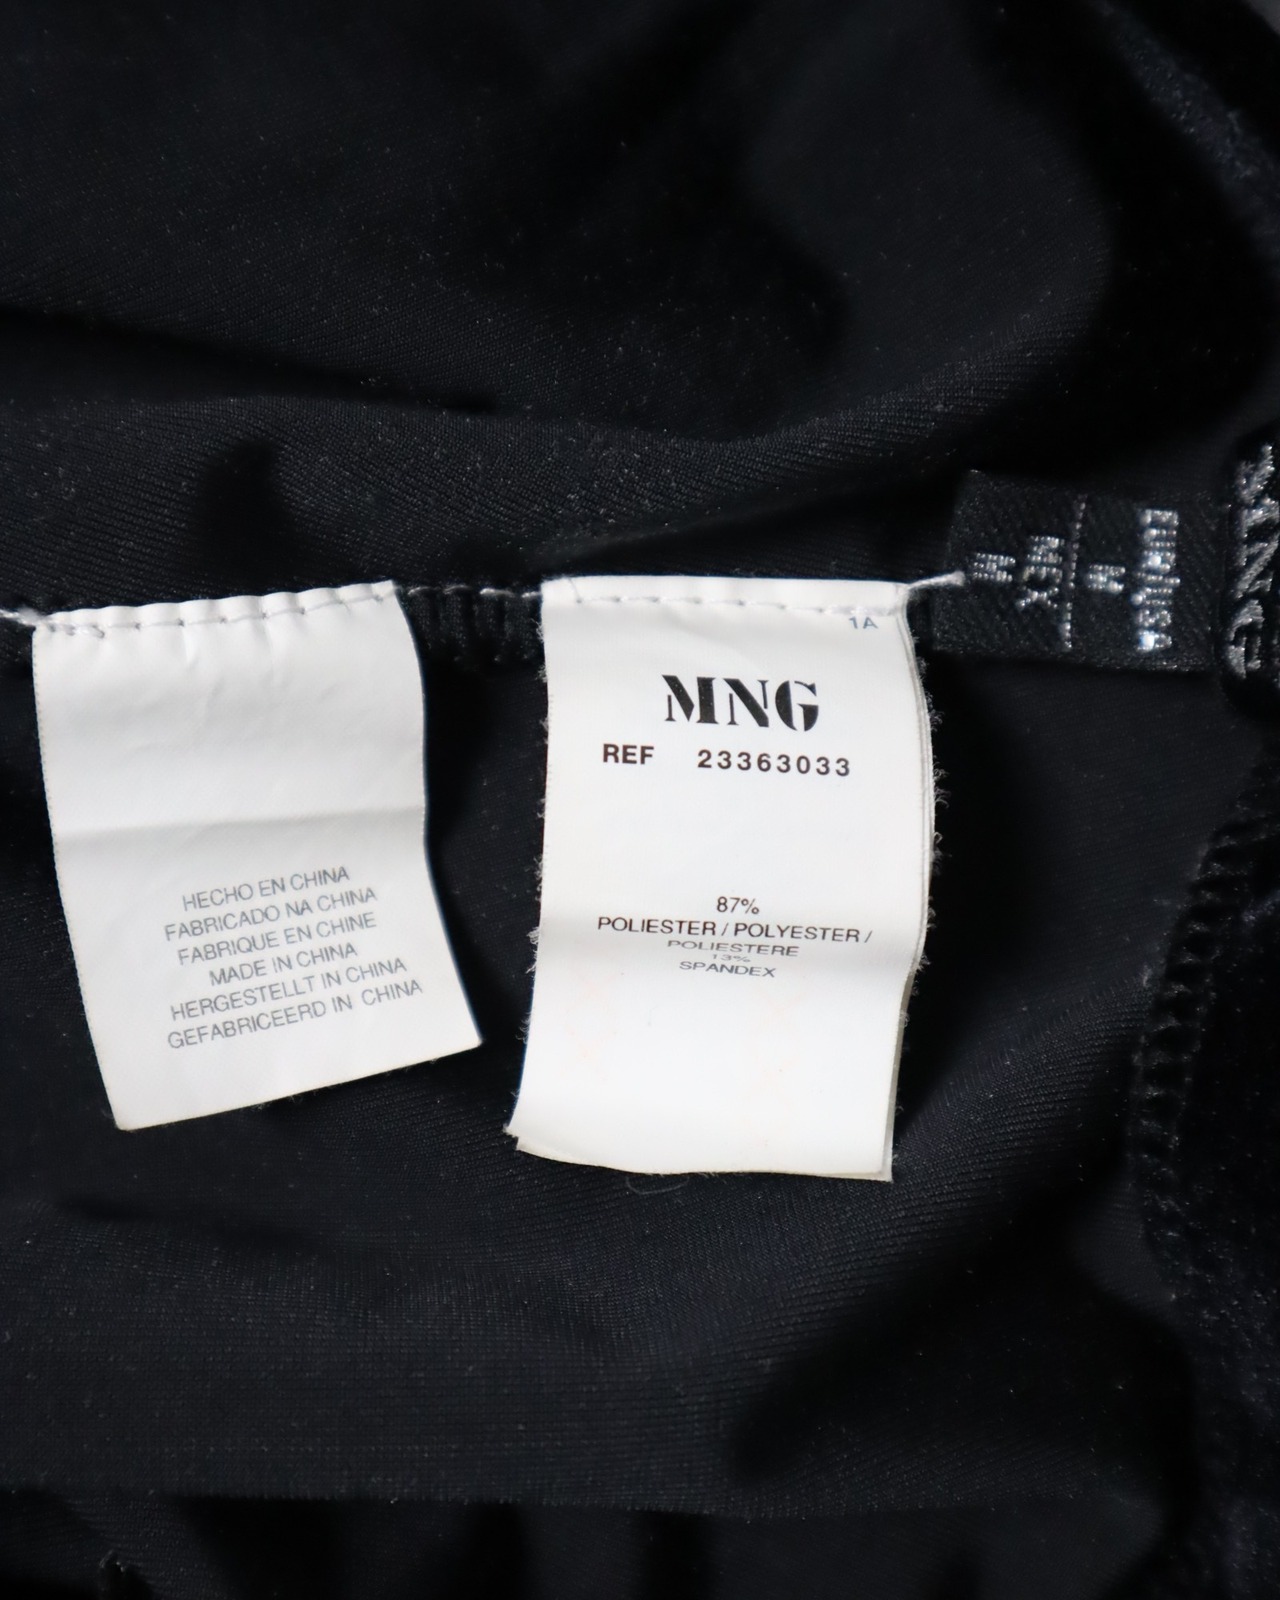 HECHO EN CHINA
FABRICADO NA CHINA
FABRIQUE EN CHINE
MADE IN CHINA
HERGESTELLT IN CHINA
GEFABRICEERD IN CHINA
1A
MNG
REF 23363033
87%
POLIESTER / POLYESTER /
POLIESTERE
13%
SPANDEX
M
MEX
M